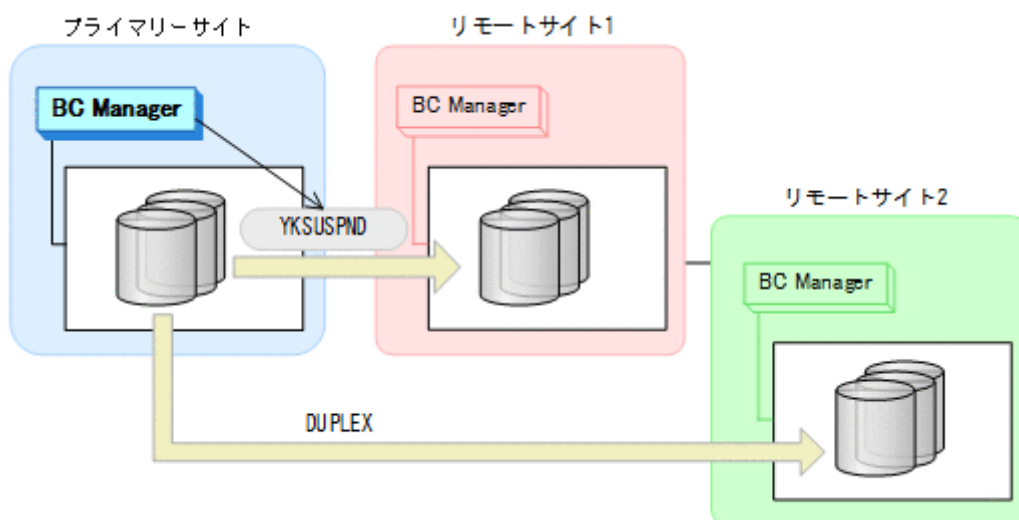 プライマリーサイト
リモートサイト1
BC Manager
BC Manager
リモートサイト2
YKSUSPND
BC Manager
DUPLEX